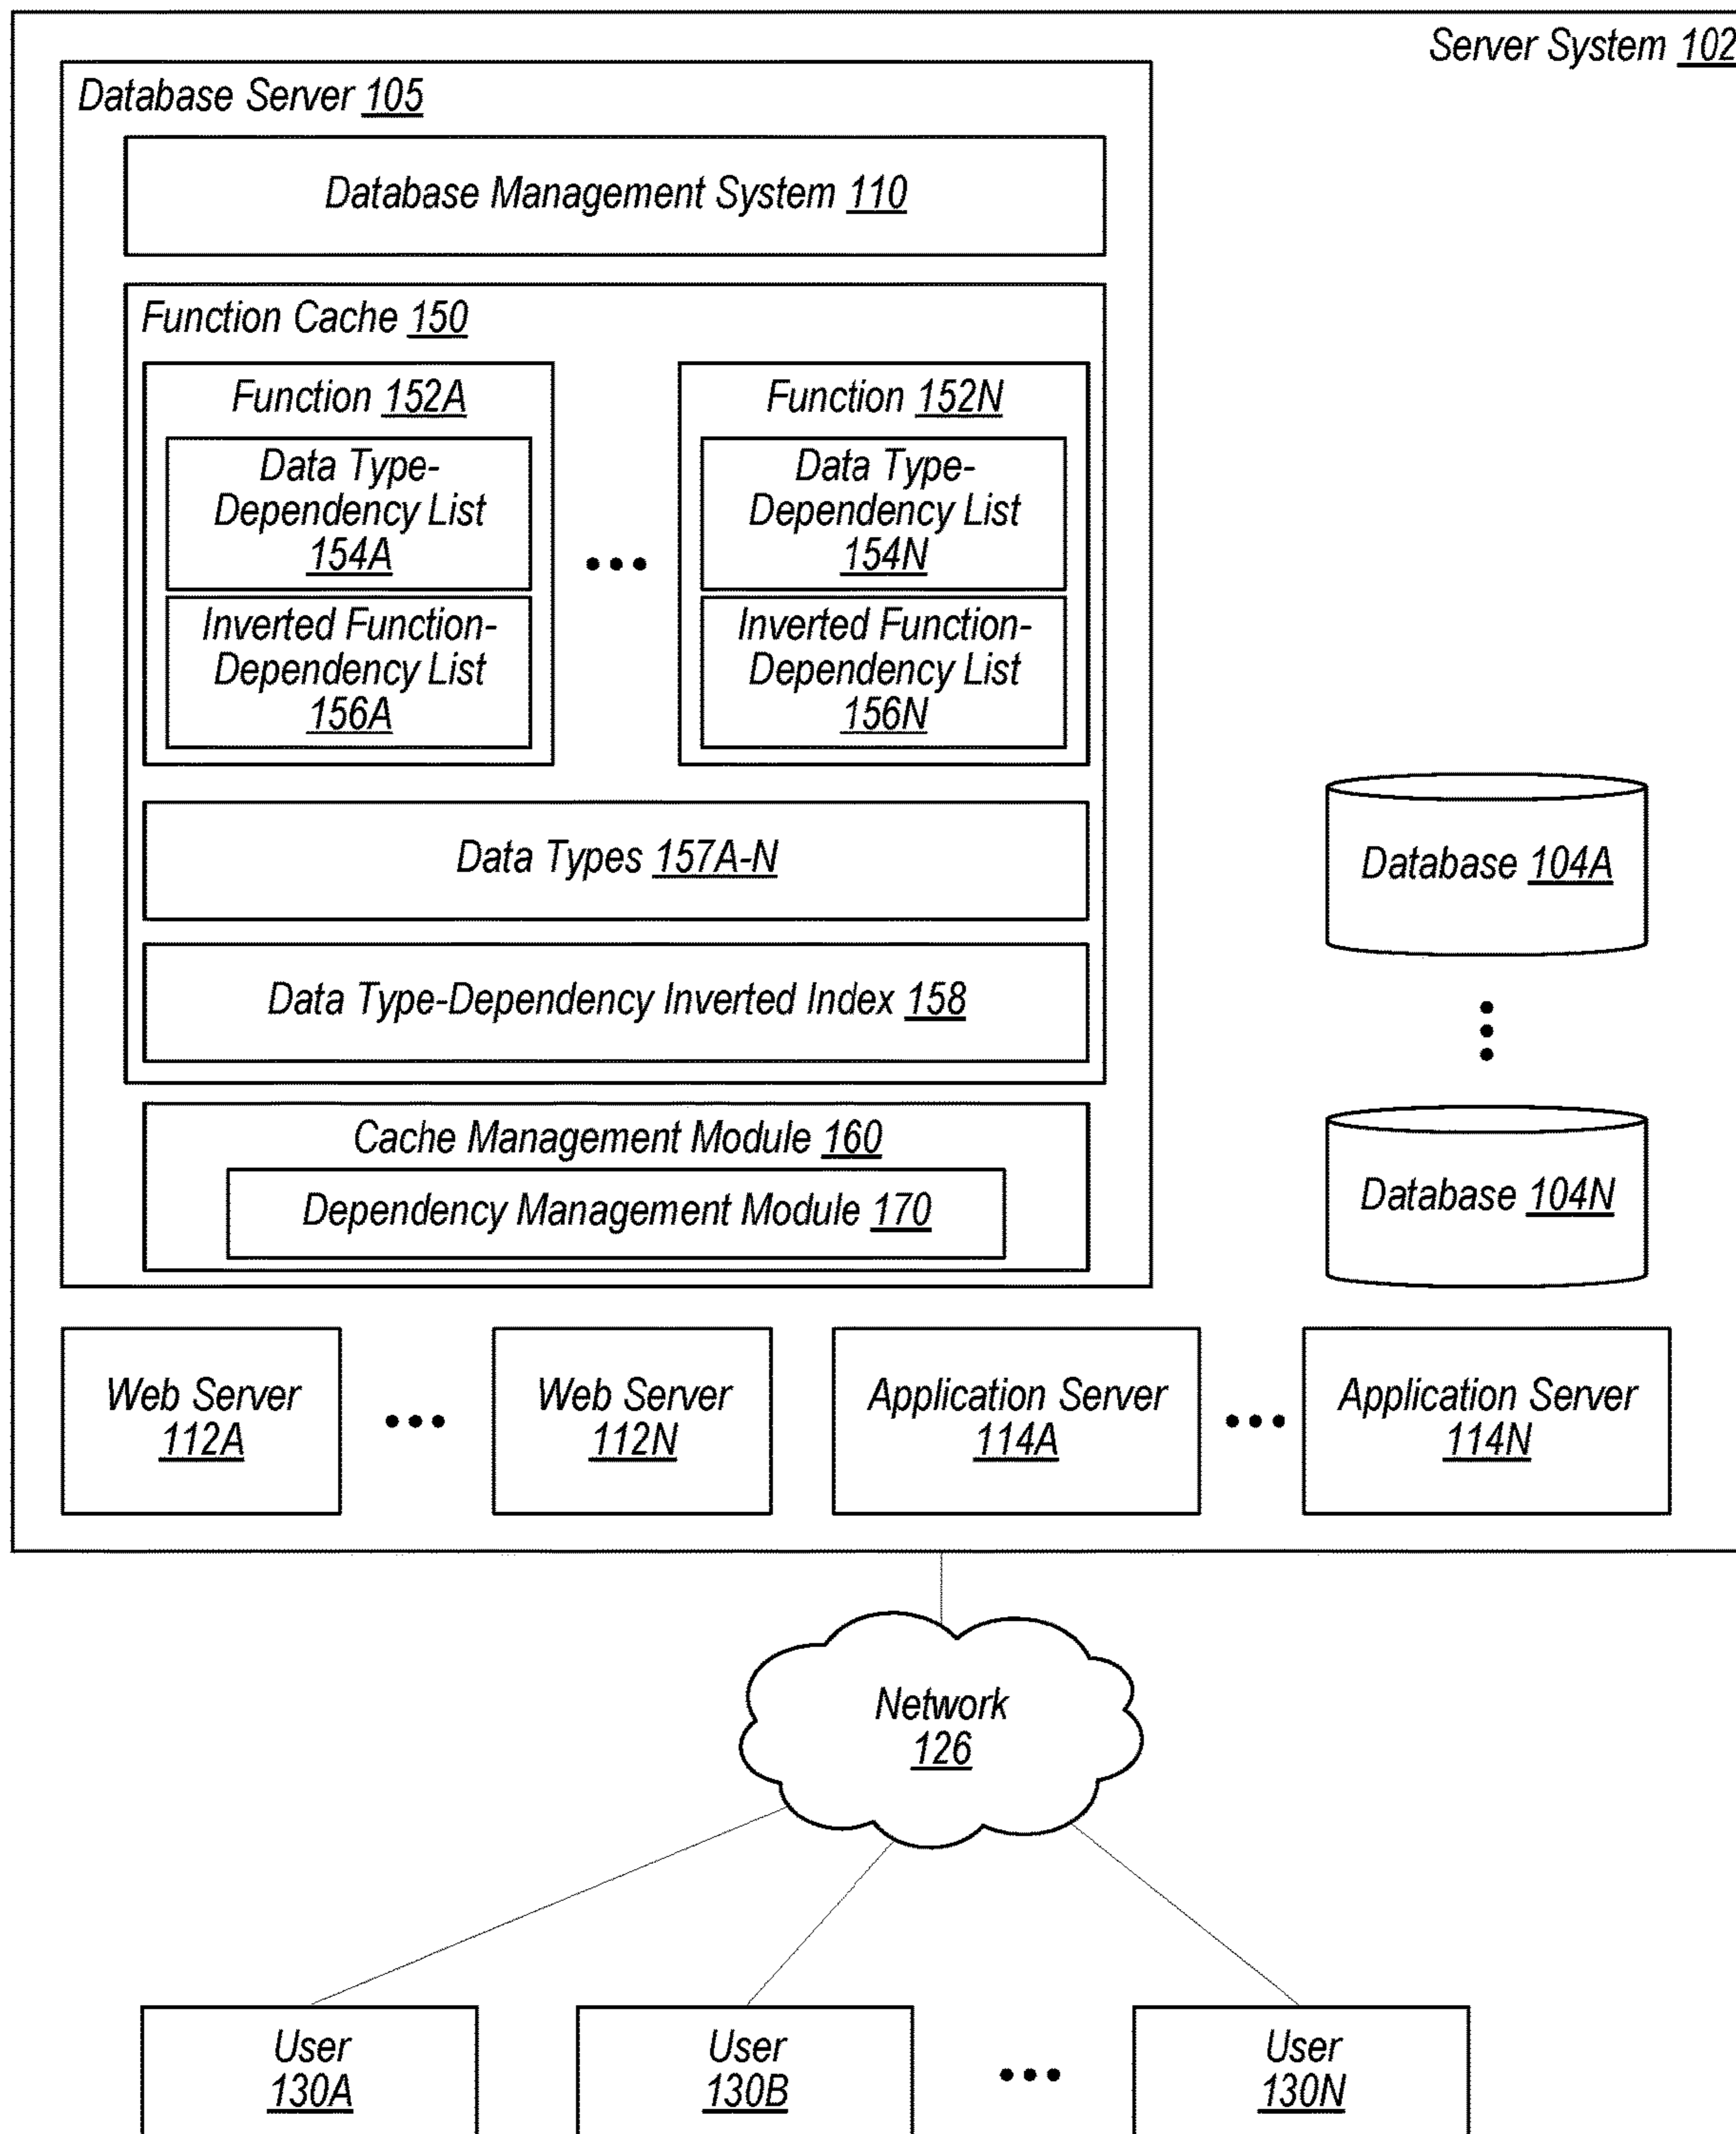 Server System 102
Database Server 105
Database Management System 110
Function Cache 150
Function 152A
Data Type-
Dependency List
154A
Inverted Function-
Dependency List
156A
Function 152N
Data Type-
Dependency List
154N
Inverted Function-
Dependency List
156N
Data Types 157A-N
Data Type-Dependency Inverted Index 158
Cache Management Module 160
Dependency Management Module 170
Database 104A
Database 104N
Web Server
112A
Web Server
112N
Application Server
114A
Application Server
114N
Network
126
User
130A
User
130B
User
130N